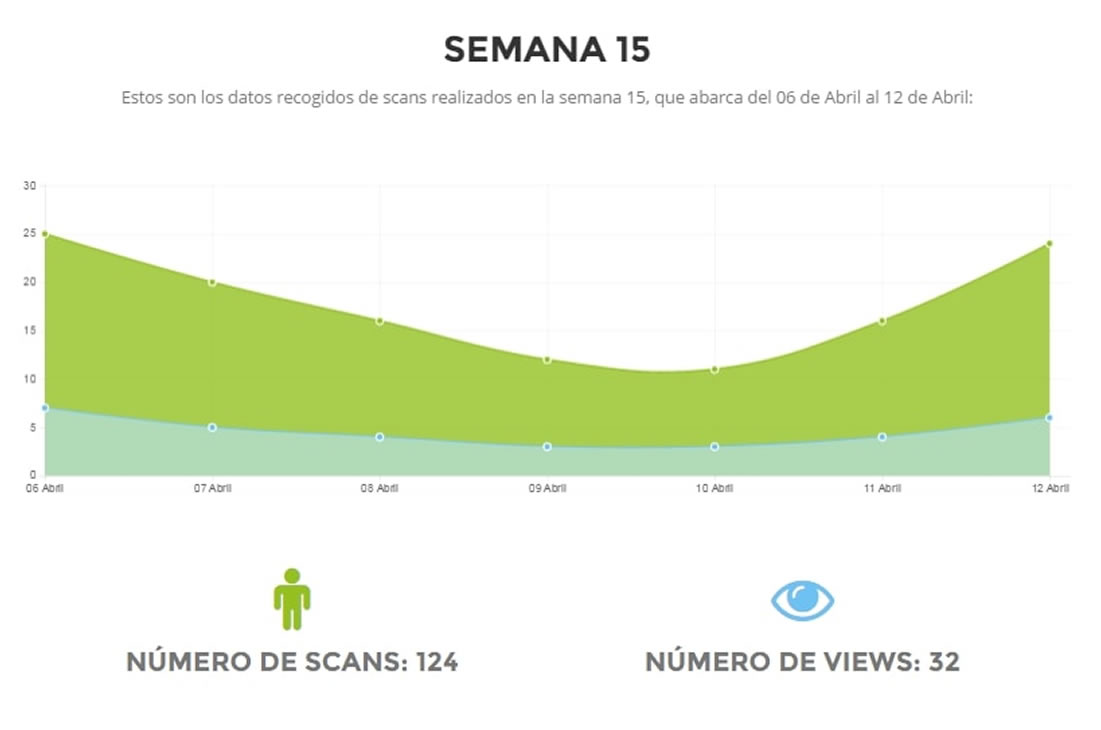 SEMANA 15
Estos son los datos recogidos de scans realizados en la semana 15, que abarca del 06 de Abril al 12 de Abril:
30
25
20
15
10
5
0
06 Abril 07 Abril 08 Abril 09 Abril 10 Abril 11 Abril 12 Abril
NÚMERO DE SCANS: 124 NÚMERO DE VIEWS: 32